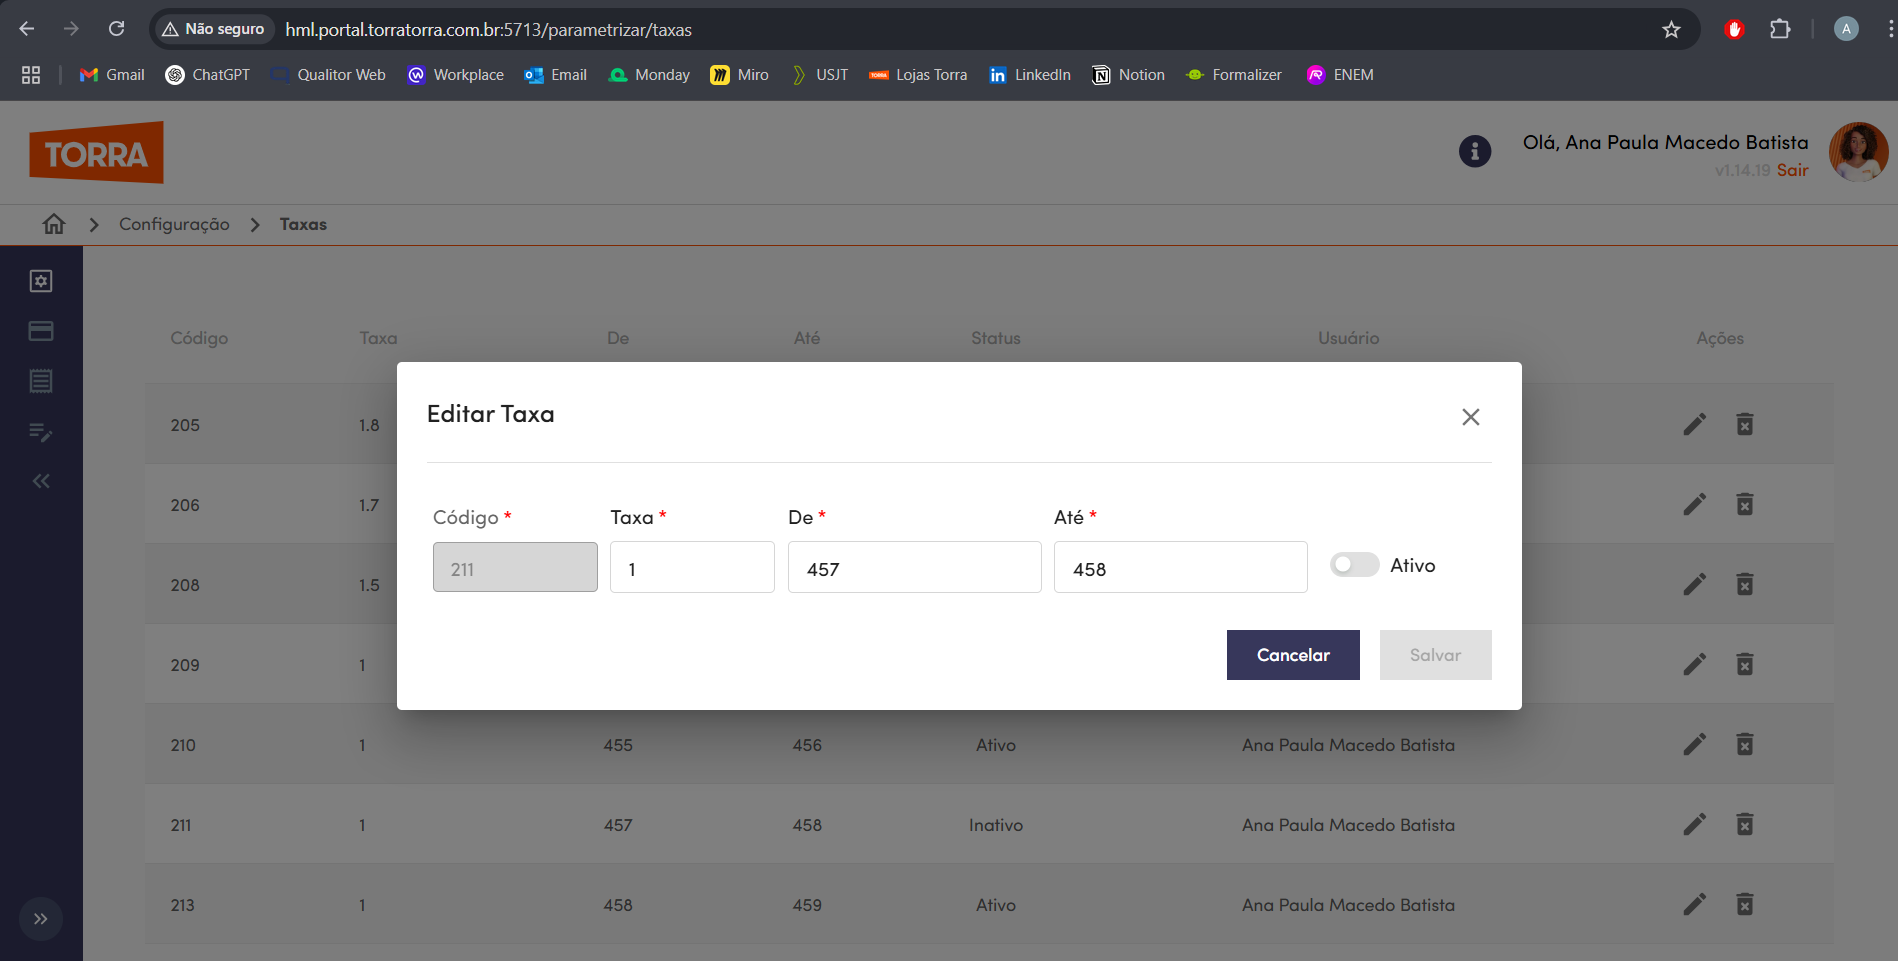 Não seguro hml.portal.torratorra.com.br:5713/parametrizar/taxas A
Gmail ChatGPT Qualitor Web Workplace Email Monday Miro USJT Lojas Torra LinkedIn Notion Formalizer ENEM
TORRA
Olá, Ana Paula Macedo Batista
v1.14.19 Sair
Configuração Taxas
Código Taxa De Até Status Usuário Ações
205 1.8
206 1.7
208 1.5
209 1
Editar Taxa
Código * Taxa * De * Até *
211 1 457 458 Ativo
Cancelar Salvar
210 1 455 456 Ativo Ana Paula Macedo Batista
211 1 457 458 Inativo Ana Paula Macedo Batista
213 1 458 459 Ativo Ana Paula Macedo Batista